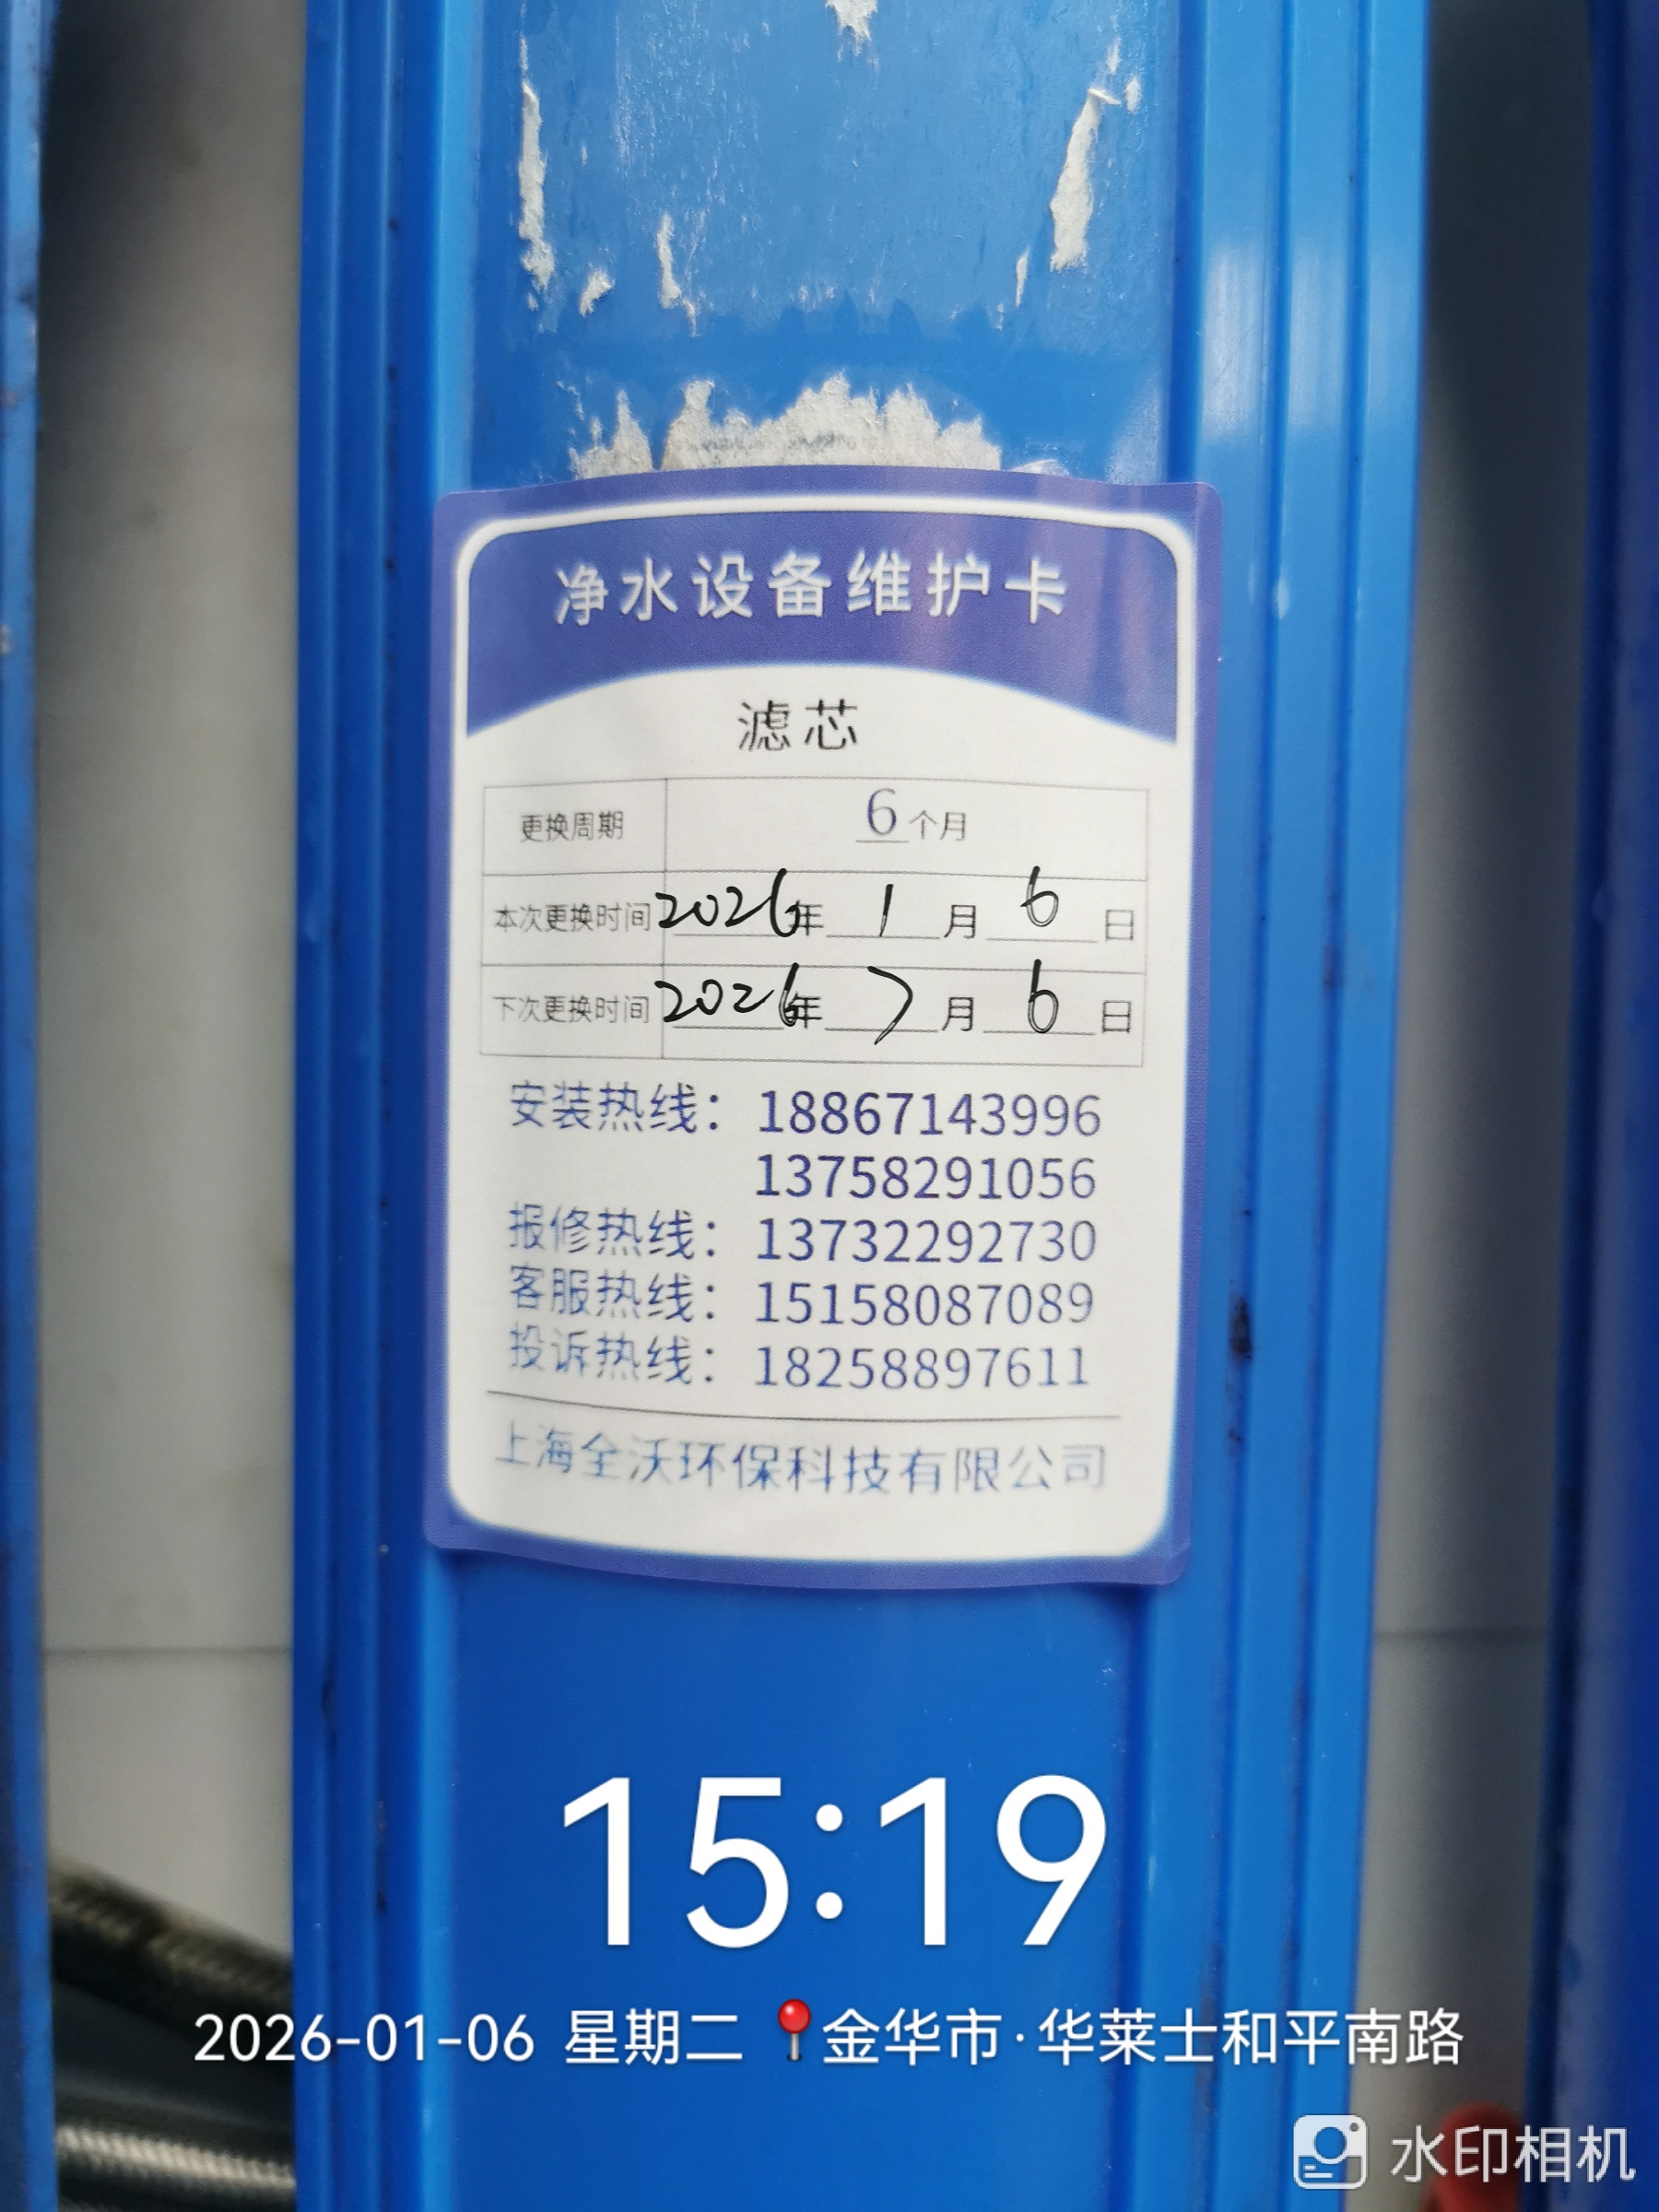 净水设备维护卡
滤芯
更换周期 6个月
本次更换时间 2026年1月6日
下次更换时间 2026年7月6日
安装热线：18867143996
13758291056
报修热线：13732292730
客服热线：15158087089
投诉热线：18258897611
上海全沃环保科技有限公司
15:19
2026-01-06 星期二 📍金华市·华莱士和平南路
水印相机